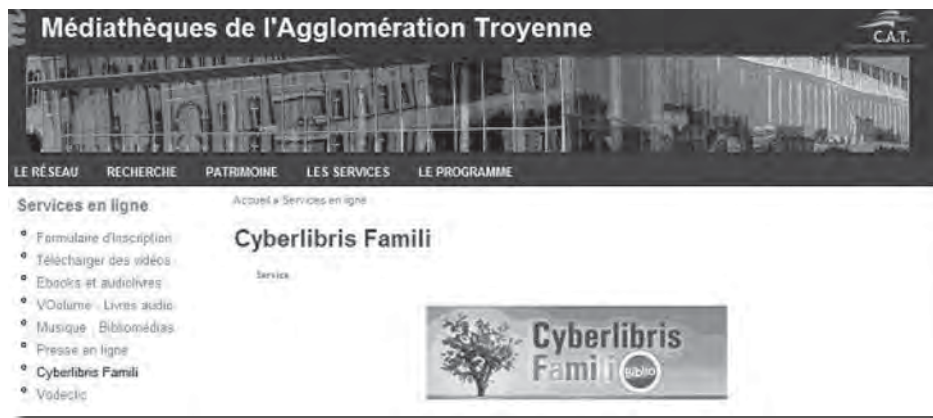 Médiathèques de l'Agglomération Troyenne
C.A.T.
LE RÉSEAU RECHERCHE PATRIMOINE LES SERVICES LE PROGRAMME
Services en ligne
Accueil » Services en ligne
Cyberlibris Famili
Service
Formulaire d'inscription
Télécharger des vidéos
Ebooks et audiolivres
VOolume : Livres audio
Musique : Bibliomédias
Presse en ligne
Cyberlibris Famili
Vodeclic
Cyberlibris
Famili Biblio